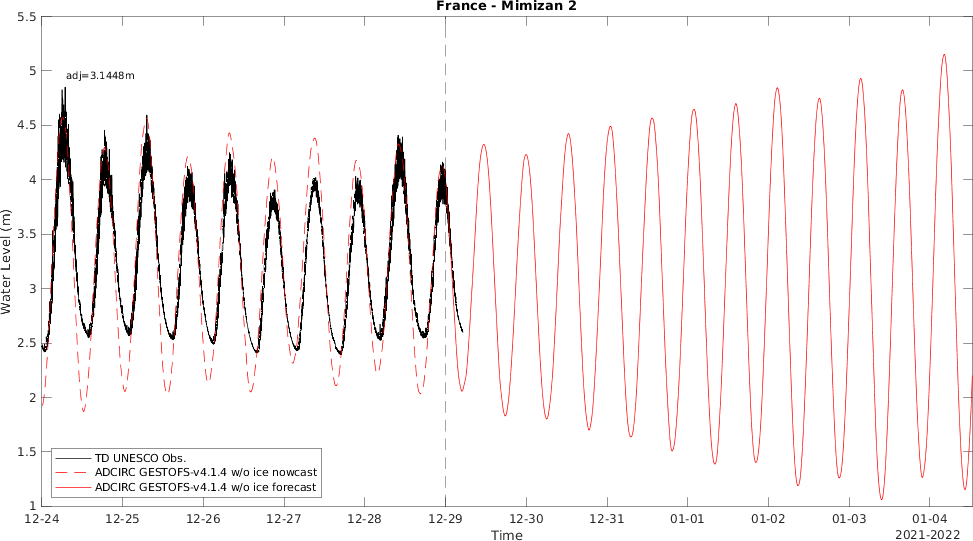 France - Mimizan 2
adj=3.1448m
5.5
5
4.5
4
3.5
3
2.5
2
1.5
1
Water Level (m)
TD UNESCO Obs.
ADCIRC GESTOFS-v4.1.4 w/o ice nowcast
ADCIRC GESTOFS-v4.1.4 w/o ice forecast
12-24 12-25 12-26 12-27 12-28 12-29 12-30 12-31 01-01 01-02 01-03 01-04
Time
2021-2022